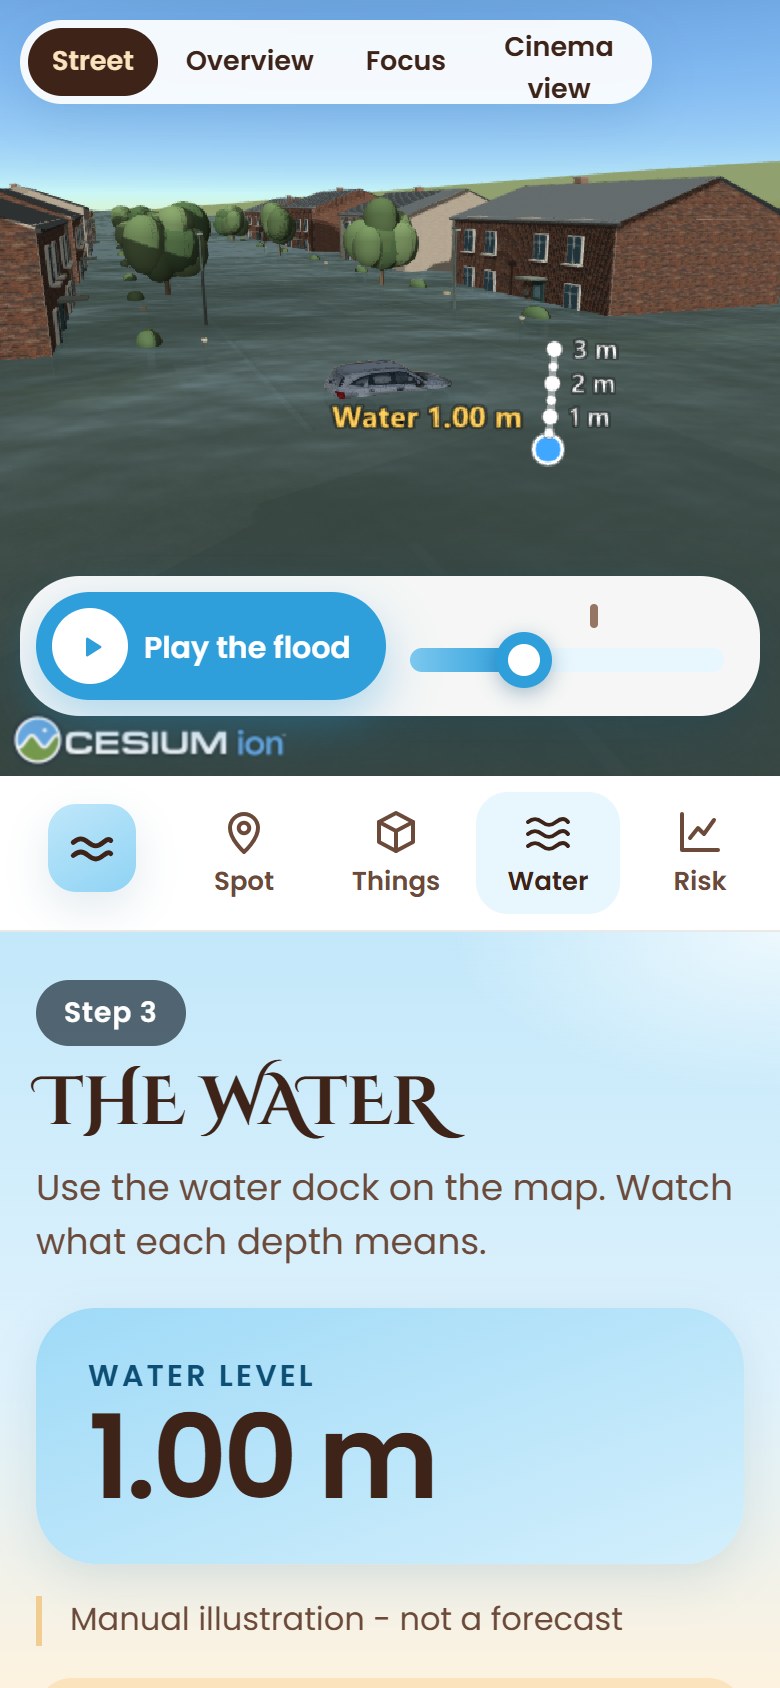 Street
Overview
Focus
Cinema
view
3 m
2 m
1 m
Water 1.00 m
Play the flood
CESIUM ion
Spot
Things
Water
Risk
Step 3
THE WATER
Use the water dock on the map. Watch
what each depth means.
WATER LEVEL
1.00 m
Manual illustration - not a forecast